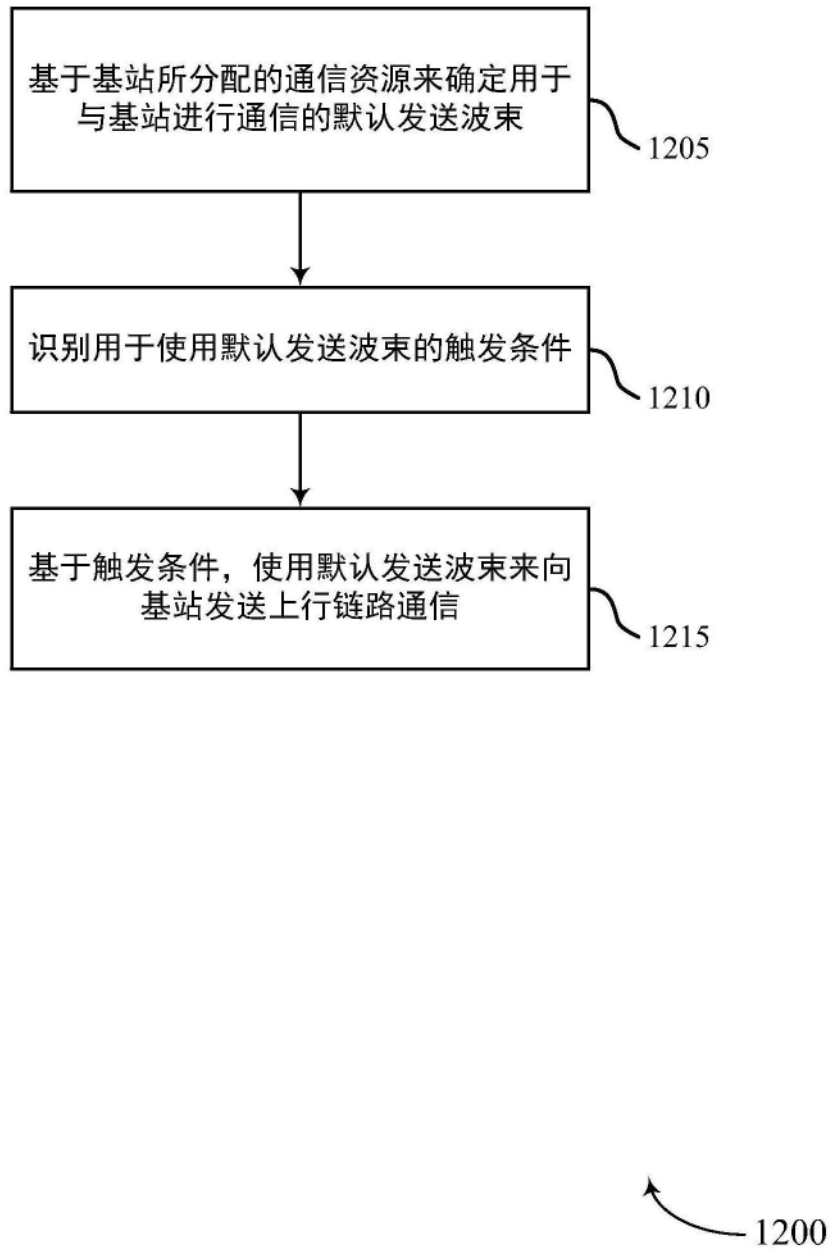 基于基站所分配的通信资源来确定用于
与基站进行通信的默认发送波束
1205
识别用于使用默认发送波束的触发条件
1210
基于触发条件，使用默认发送波束来向
基站发送上行链路通信
1215
1200